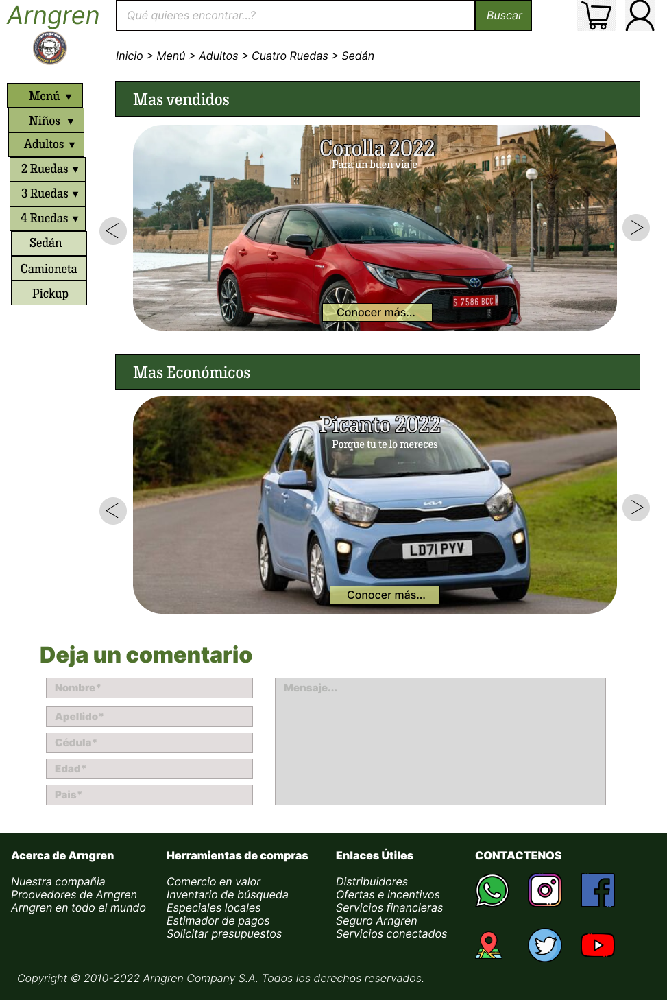 Arngren
Qué quieres encontrar...?
Buscar
arngren
Inicio > Menú > Adultos > Cuatro Ruedas > Sedán
Menú ▼
Niños ▼
Adultos ▼
2 Ruedas ▼
3 Ruedas ▼
4 Ruedas ▼
Sedán
Camioneta
Pickup
Mas vendidos
Corolla 2022
Para un buen viaje
<
>
S 7586 BCC
Conocer más...
Mas Económicos
Picanto 2022
Porque tu te lo mereces
<
>
KIA
LD71 PYV
Conocer más...
Deja un comentario
Nombre*
Apellido*
Cédula*
Edad*
Pais*
Mensaje...
Acerca de Arngren
Nuestra compañia
Proovedores de Arngren
Arngren en todo el mundo
Herramientas de compras
Comercio en valor
Inventario de búsqueda
Especiales locales
Estimador de pagos
Solicitar presupuestos
Enlaces Útiles
Distribuidores
Ofertas e incentivos
Servicios financieras
Seguro Arngren
Servicios conectados
CONTACTENOS
Copyright © 2010-2022 Arngren Company S.A. Todos los derechos reservados.